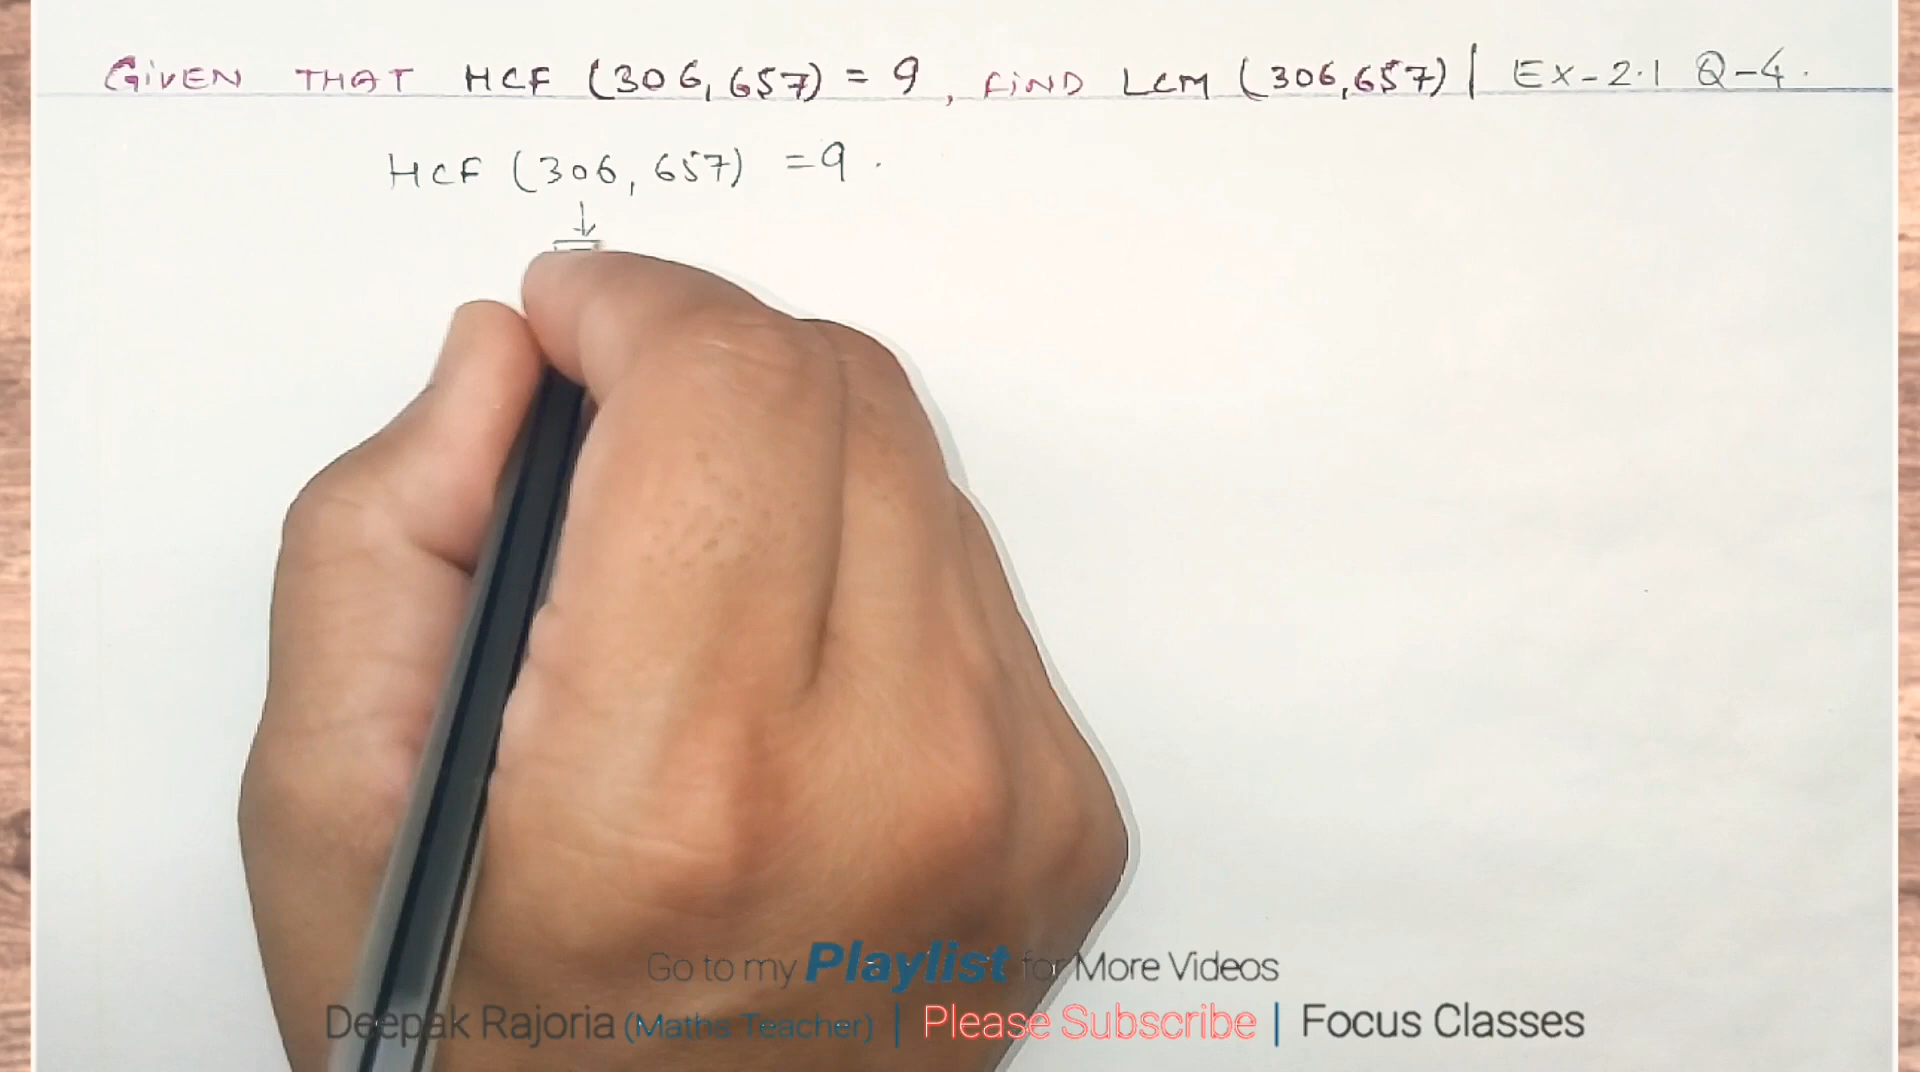 GiVEN THAT HCF (306, 657) = 9, FiND LCM (306,657) | Ex-2.1 Q-4.
HCF (306, 657) = 9.
Go to my Playlist for More Videos
Deepak Rajoria (Maths Teacher) | Please Subscribe | Focus Classes